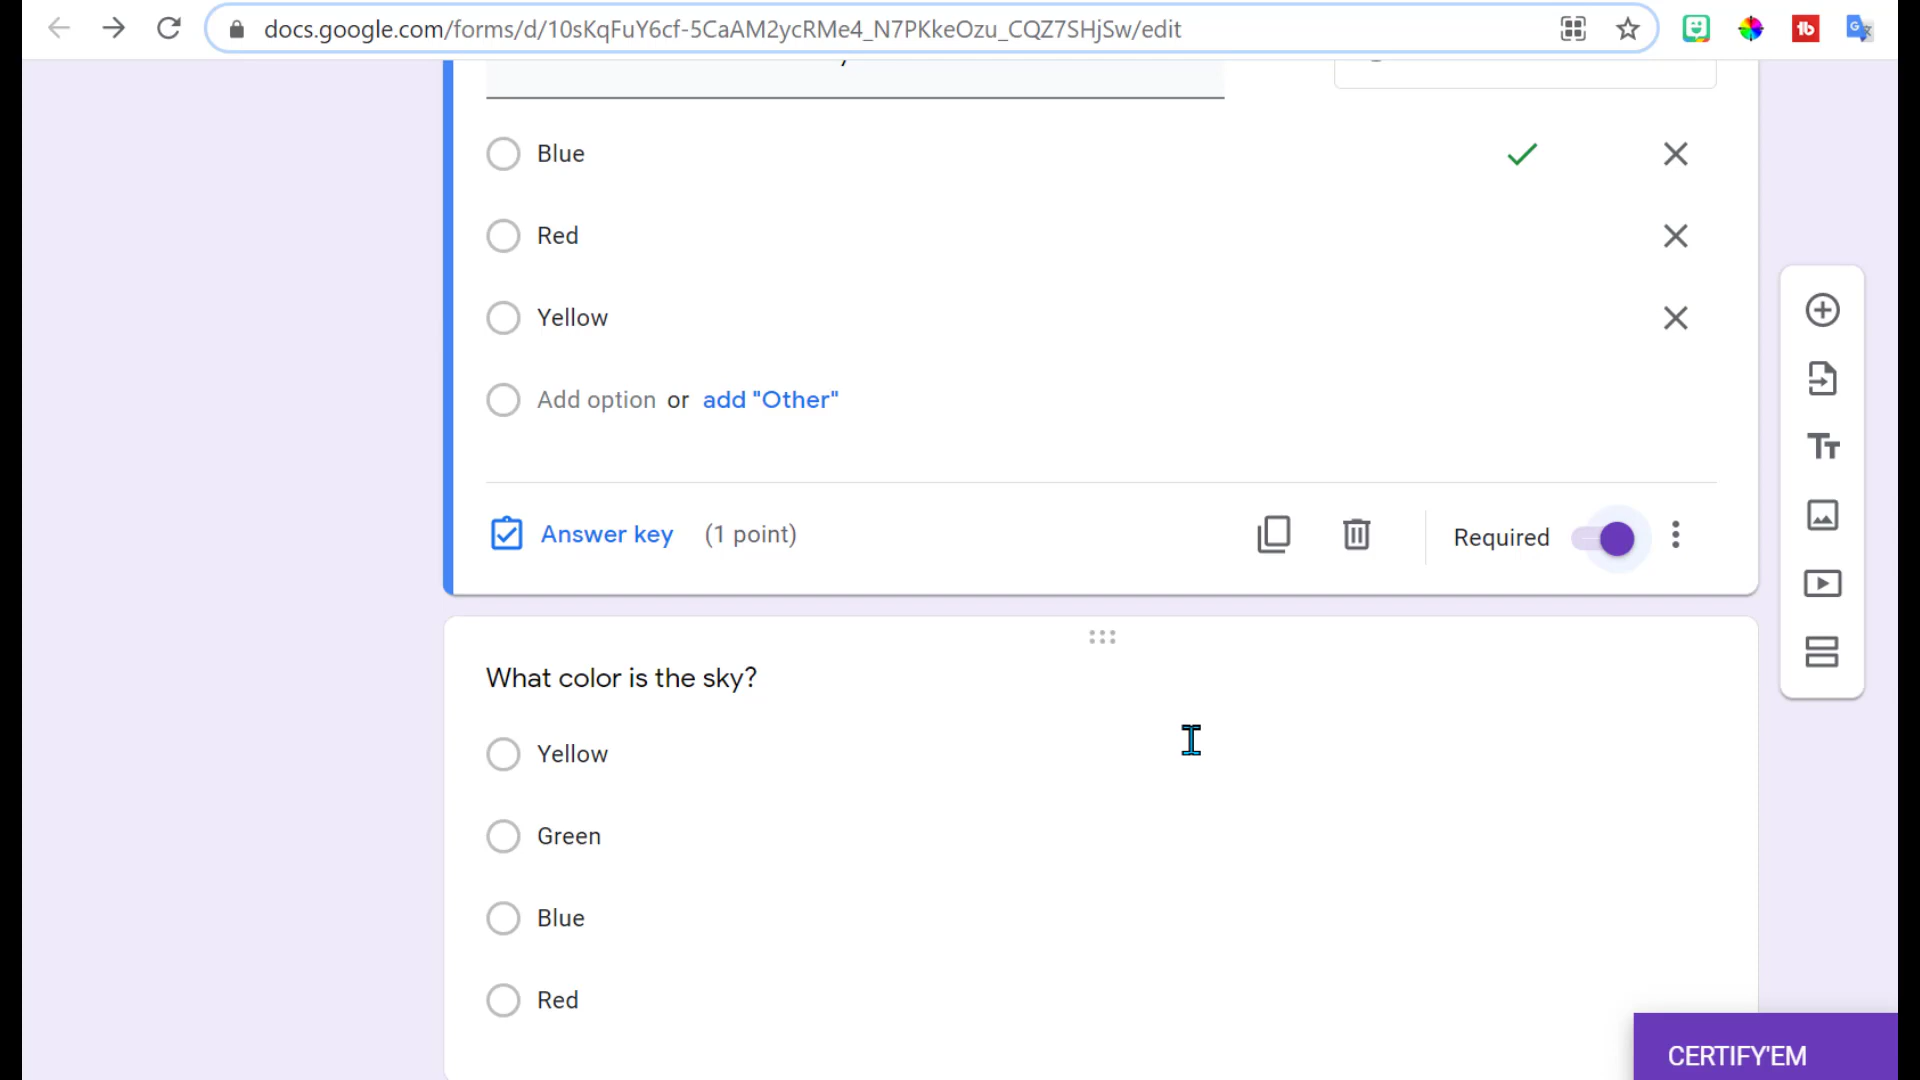 docs.google.com/forms/d/10sKqFuY6cf-5CaAM2ycRMe4_N7PKkeOzu_CQZ7SHjSw/edit
Blue
Red
Yellow
Add option or add "Other"
Answer key (1 point)
Required
What color is the sky?
Yellow
Green
Blue
Red
CERTIFY'EM